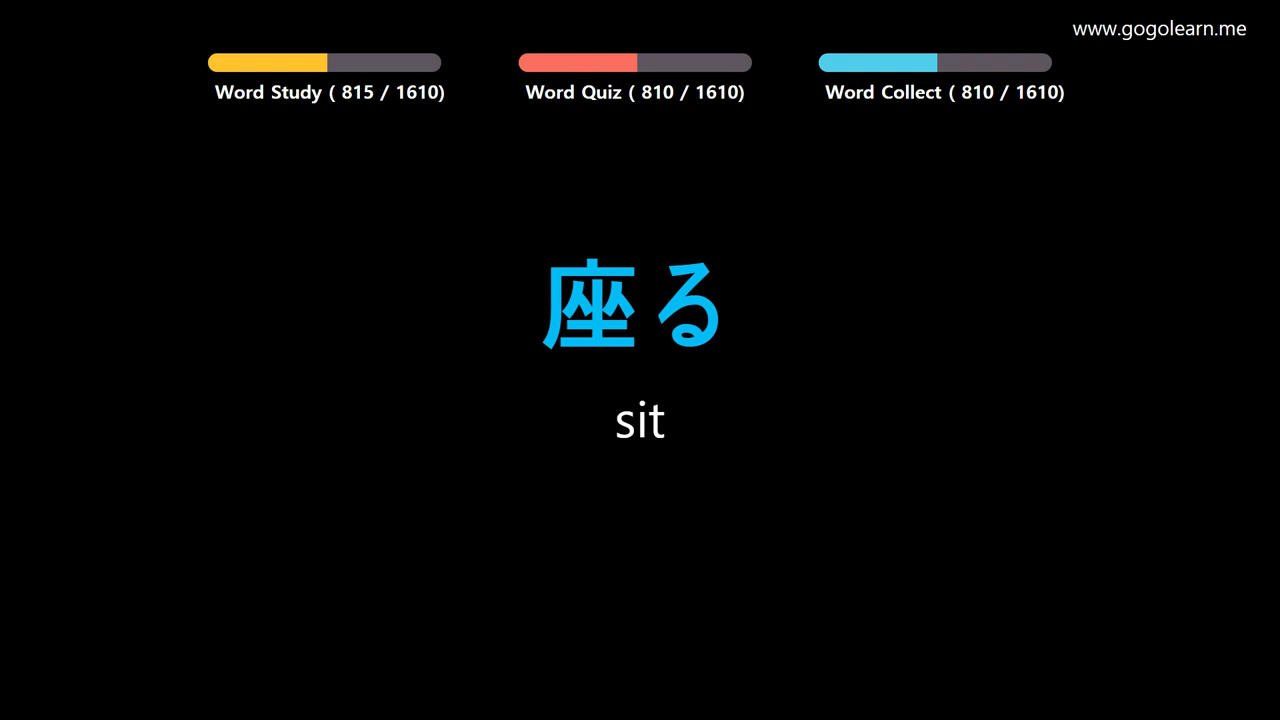 www.gogolearn.me
Word Study ( 815 / 1610)
Word Quiz ( 810 / 1610)
Word Collect ( 810 / 1610)
座る
sit